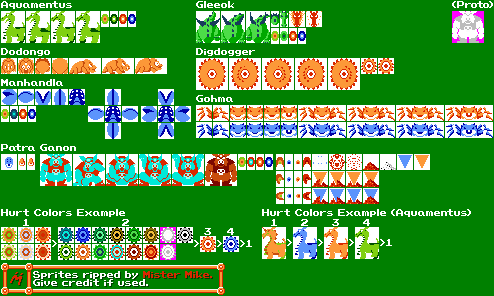 Aquamentus
Gleeok
(Proto)
Dodongo
Digdogger
Manhandla
Gohma
Patra Ganon
Hurt Colors Example
1 2 3 4
1
Hurt Colors Example (Aquamentus)
1 2 3 4
1
Sprites ripped by Mister Mike.
Give credit if used.